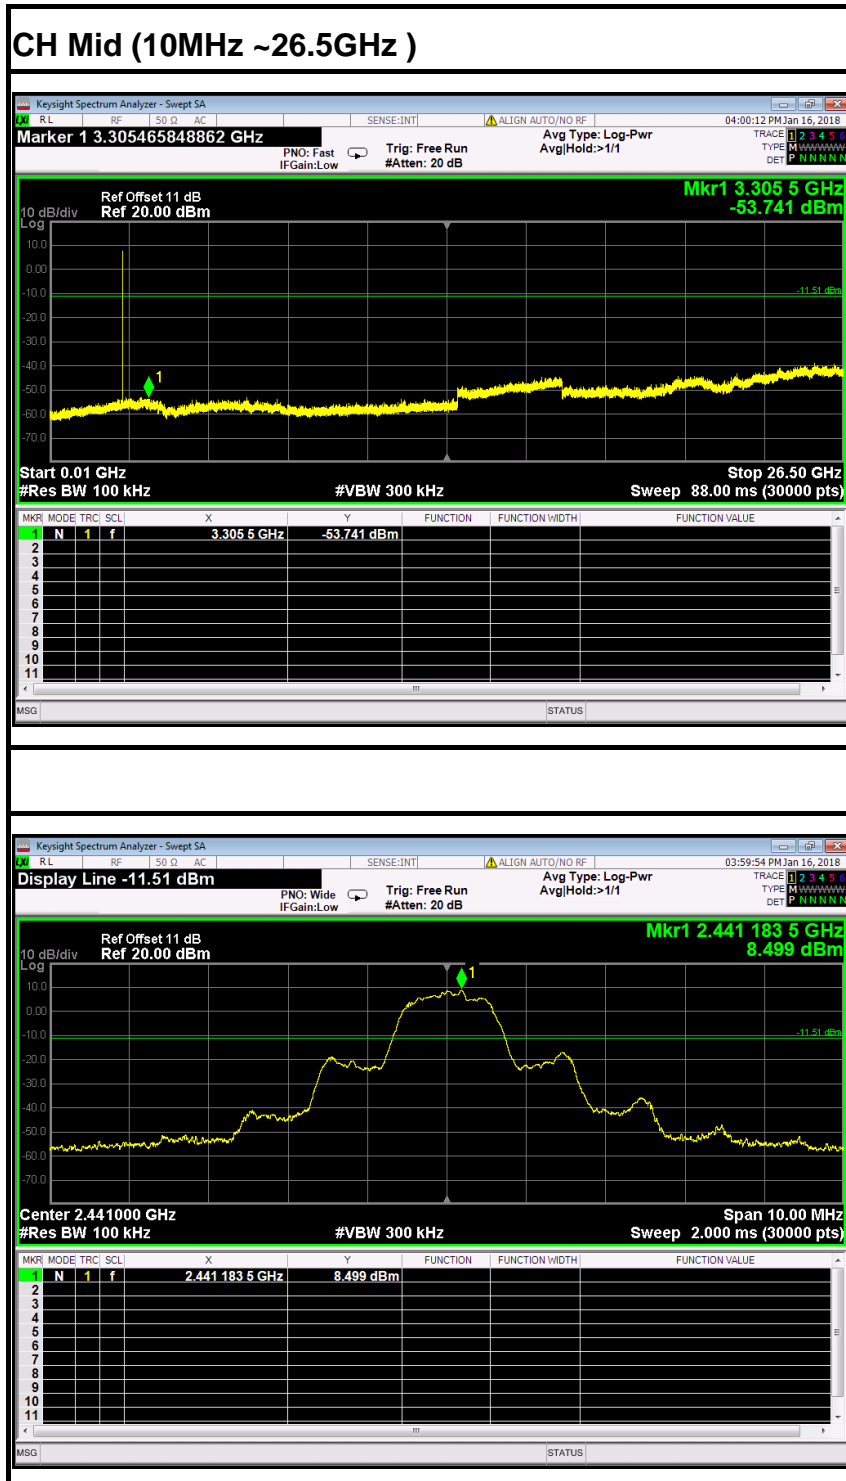 CH Mid (10MHz ~26.5GHz )
Keysight Spectrum Analyzer - Swept SA
LXI RL RF 50 Ω AC SENSE:INT ALIGN AUTO/NO RF 04:00:12 PM Jan 16, 2018
Marker 1 3.305465848862 GHz Avg Type: Log-Pwr TRACE 1 2 3 4 5 6
PNO: Fast Trig: Free Run Avg|Hold:>1/1 TYPE M WWWWW
IFGain:Low #Atten: 20 dB DET P NNNNN
Mkr1 3.305 5 GHz
Ref Offset 11 dB
10 dB/div Ref 20.00 dBm -53.741 dBm
Log
10.0
0.00
-10.0 -11.51 dBm
-20.0
-30.0
-40.0
1
-50.0
-60.0
-70.0
Start 0.01 GHz Stop 26.50 GHz
#Res BW 100 kHz #VBW 300 kHz Sweep 88.00 ms (30000 pts)
MKR MODE TRC SCL X Y FUNCTION FUNCTION WIDTH FUNCTION VALUE
1 N 1 f 3.305 5 GHz -53.741 dBm
2
3
4
5
6
7
8
9
10
11
MSG STATUS
Keysight Spectrum Analyzer - Swept SA
LXI RL RF 50 Ω AC SENSE:INT ALIGN AUTO/NO RF 03:59:54 PM Jan 16, 2018
Display Line -11.51 dBm Avg Type: Log-Pwr TRACE 1 2 3 4 5 6
PNO: Wide Trig: Free Run Avg|Hold:>1/1 TYPE M WWWWW
IFGain:Low #Atten: 20 dB DET P NNNNN
Mkr1 2.441 183 5 GHz
Ref Offset 11 dB
10 dB/div Ref 20.00 dBm 8.499 dBm
Log
1
10.0
0.00
-10.0 -11.51 dBm
-20.0
-30.0
-40.0
-50.0
-60.0
-70.0
Center 2.441000 GHz Span 10.00 MHz
#Res BW 100 kHz #VBW 300 kHz Sweep 2.000 ms (30000 pts)
MKR MODE TRC SCL X Y FUNCTION FUNCTION WIDTH FUNCTION VALUE
1 N 1 f 2.441 183 5 GHz 8.499 dBm
2
3
4
5
6
7
8
9
10
11
MSG STATUS